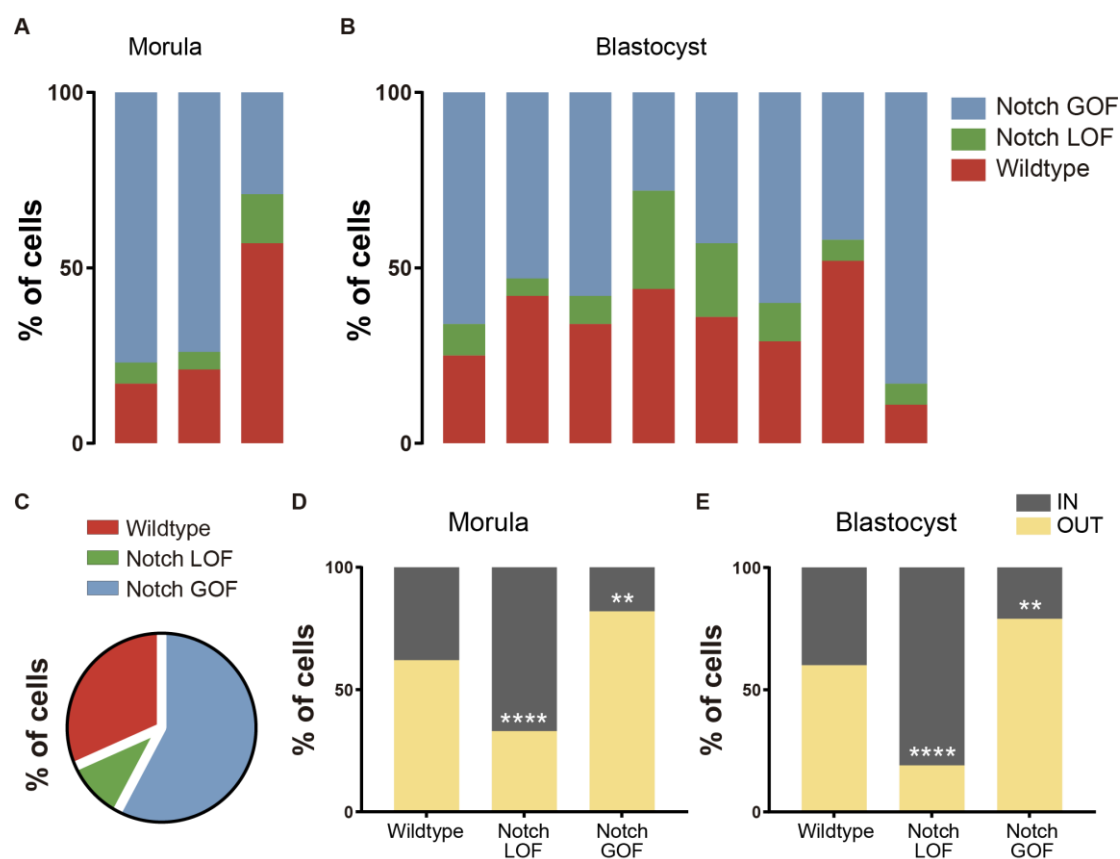 A
Morula
% of cells
100
50
0
B
Blastocyst
% of cells
100
50
0
Notch GOF
Notch LOF
Wildtype
C
Wildtype
Notch LOF
Notch GOF
% of cells
D
Morula
% of cells
100
50
0
**
****
Wildtype
Notch
LOF
Notch
GOF
E
Blastocyst
IN
OUT
% of cells
100
50
0
**
****
Wildtype
Notch
LOF
Notch
GOF